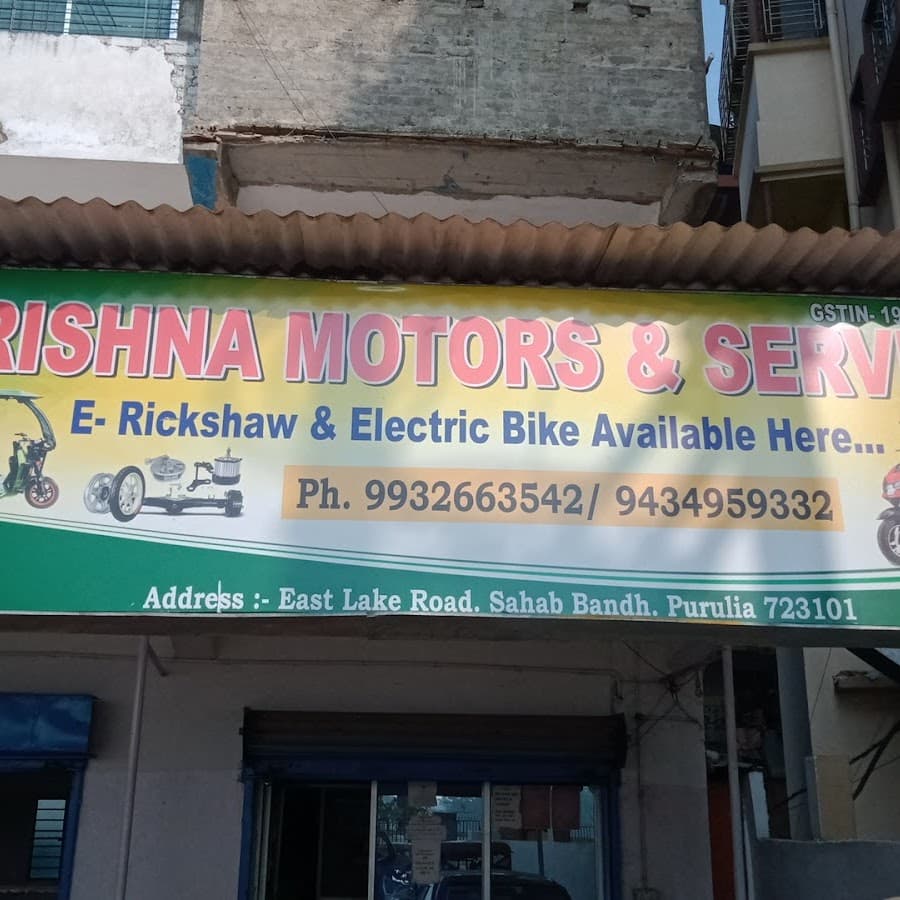 GSTIN- 19
RISHNA MOTORS & SERV
E- Rickshaw & Electric Bike Available Here...
Ph. 9932663542/ 9434959332
Address :- East Lake Road. Sahab Bandh. Purulia 723101